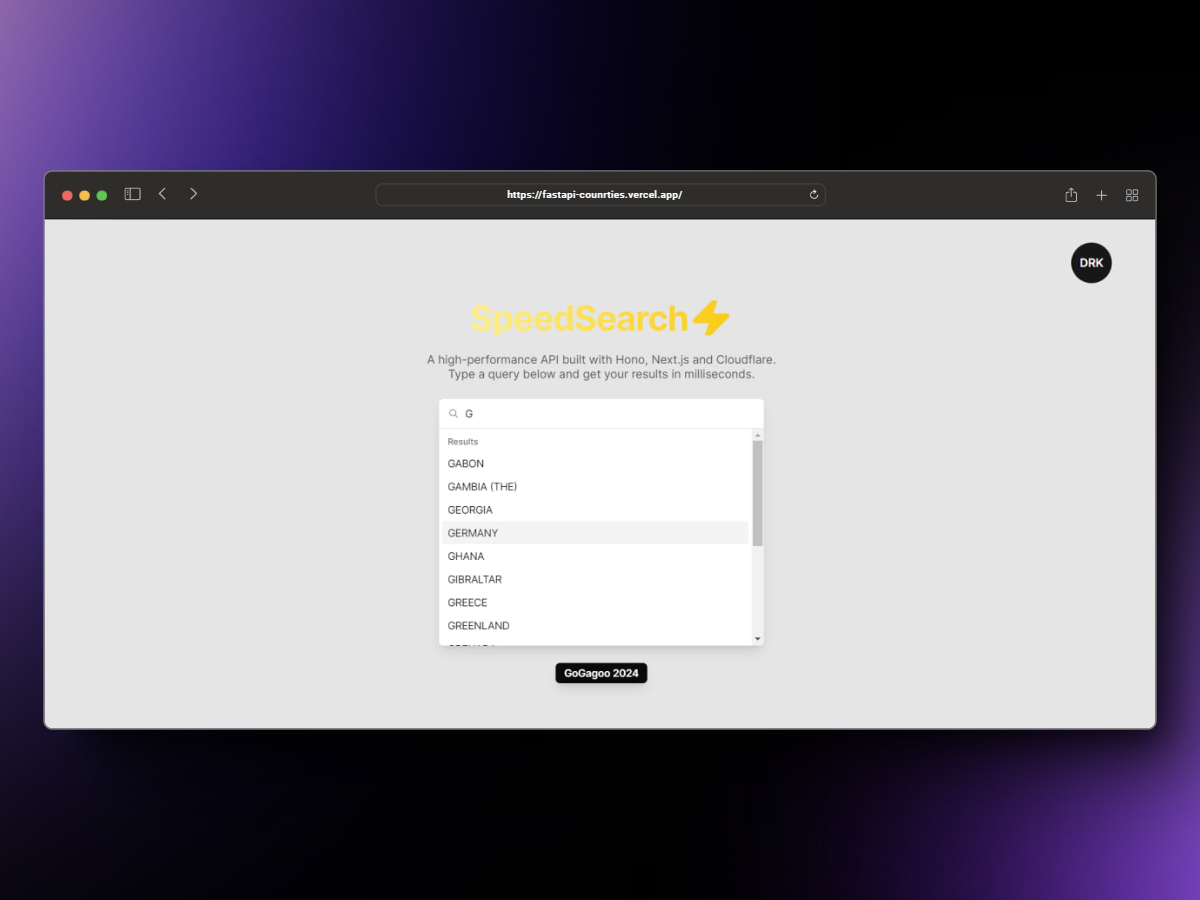 https://fastapi-counrties.vercel.app/
DRK
SpeedSearch
A high-performance API built with Hono, Next.js and Cloudflare.
Type a query below and get your results in milliseconds.
G
Results
GABON
GAMBIA (THE)
GEORGIA
GERMANY
GHANA
GIBRALTAR
GREECE
GREENLAND
GoGagoo 2024